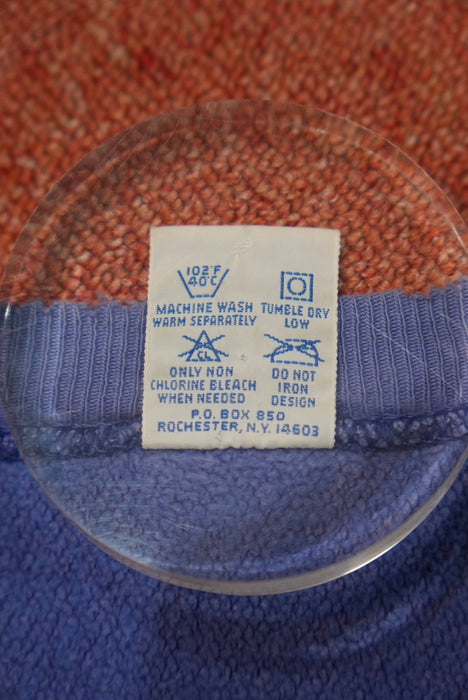 102°F
40°C
MACHINE WASH
WARM SEPARATELY
TUMBLE DRY
LOW
CL
ONLY NON
CHLORINE BLEACH
WHEN NEEDED
DO NOT
IRON
DESIGN
P.O. BOX 850
ROCHESTER, N.Y. 14603